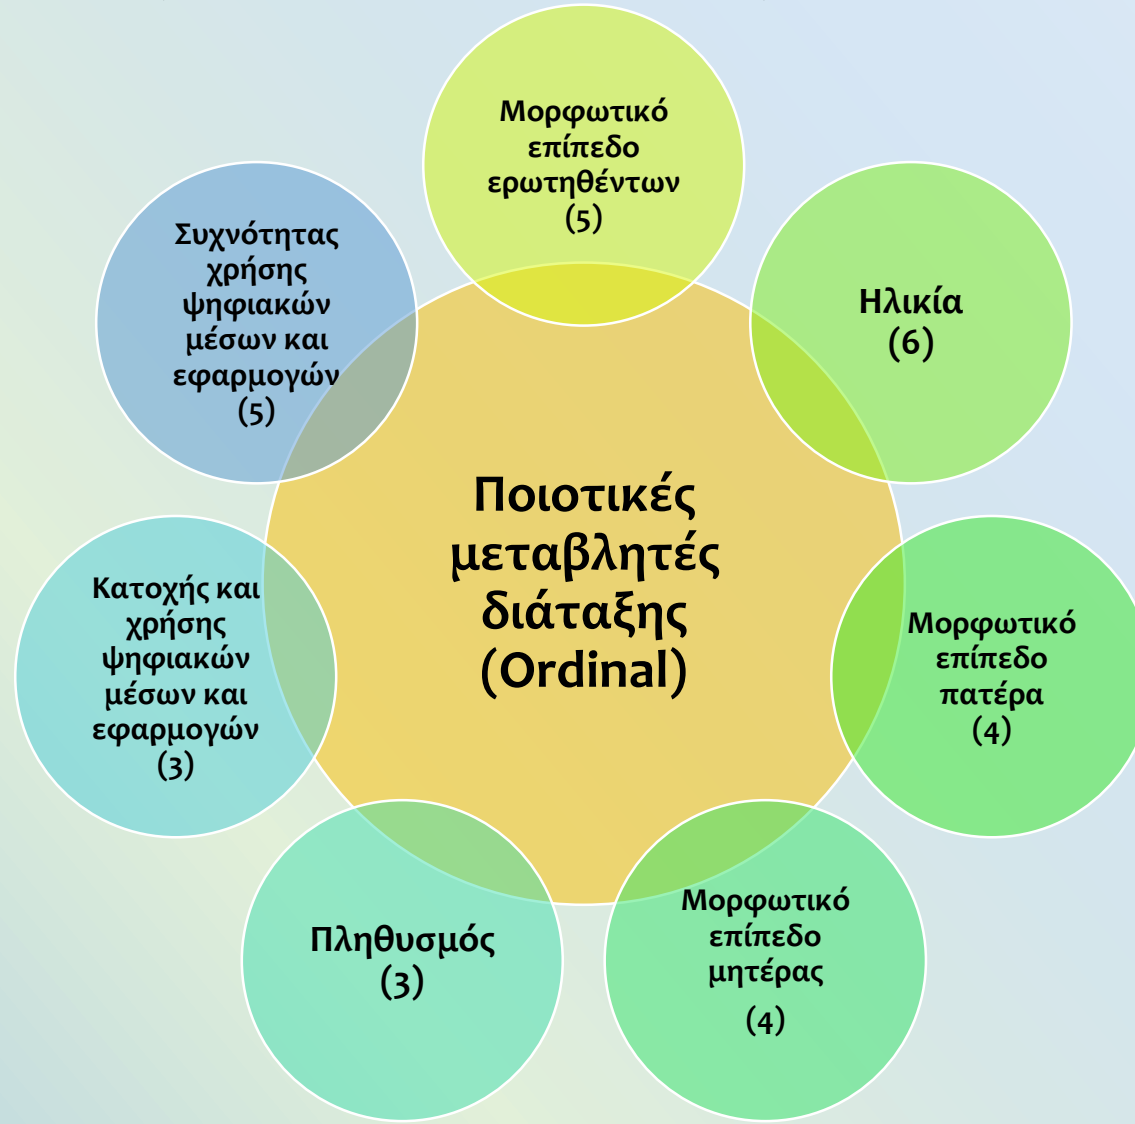 Μορφωτικό
επίπεδο
ερωτηθέντων
(5)
Ηλικία
(6)
Μορφωτικό
επίπεδο
πατέρα
(4)
Μορφωτικό
επίπεδο
μητέρας
(4)
Πληθυσμός
(3)
Κατοχής και
χρήσης
ψηφιακών
μέσων και
εφαρμογών
(3)
Συχνότητας
χρήσης
ψηφιακών
μέσων και
εφαρμογών
(5)
Ποιοτικές
μεταβλητές
διάταξης
(Ordinal)